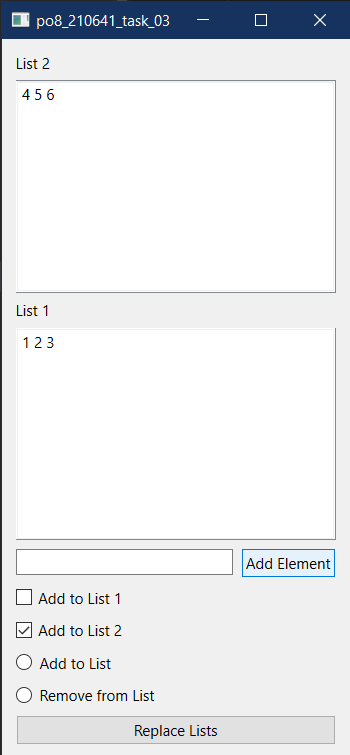 po8_210641_task_03
List 2
4 5 6
List 1
1 2 3
Add Element
Add to List 1
Add to List 2
Add to List
Remove from List
Replace Lists